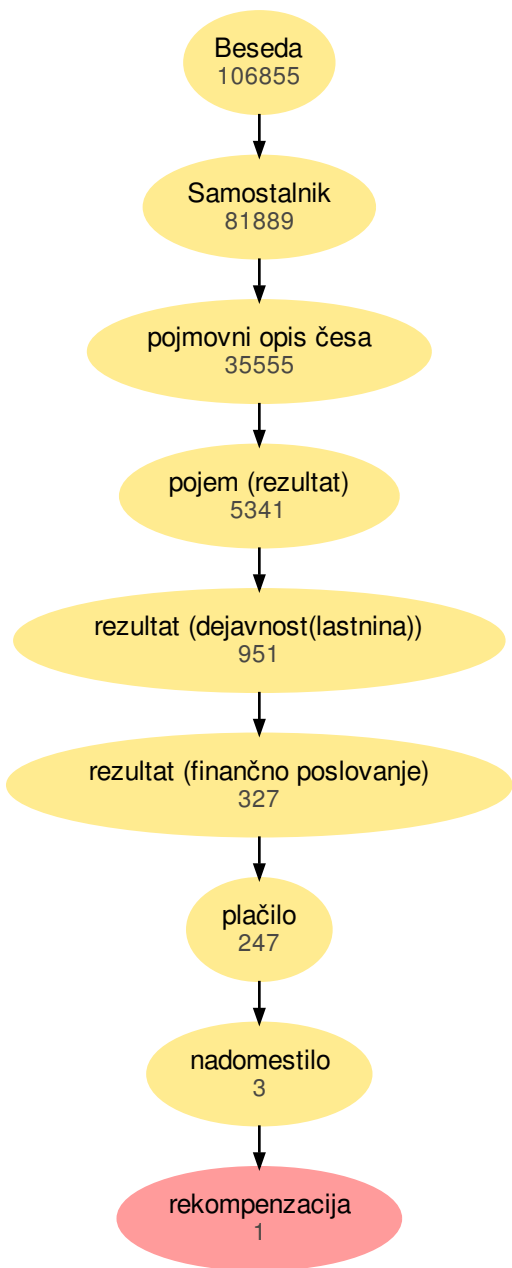 Beseda
106855
Samostalnik
81889
pojmovni opis česa
35555
pojem (rezultat)
5341
rezultat (dejavnost(lastnina))
951
rezultat (finančno poslovanje)
327
plačilo
247
nadomestilo
3
rekompenzacija
1